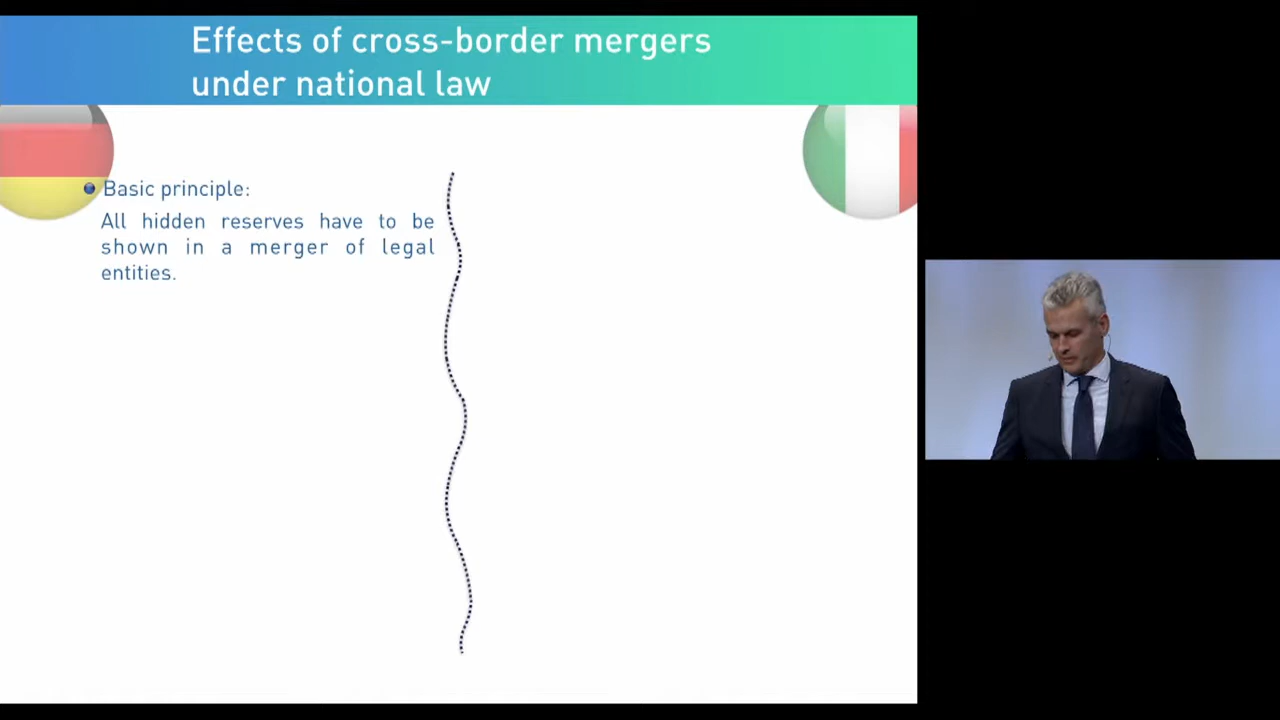 Effects of cross-border mergers
under national law
Basic principle:
All hidden reserves have to be
shown in a merger of legal
entities.